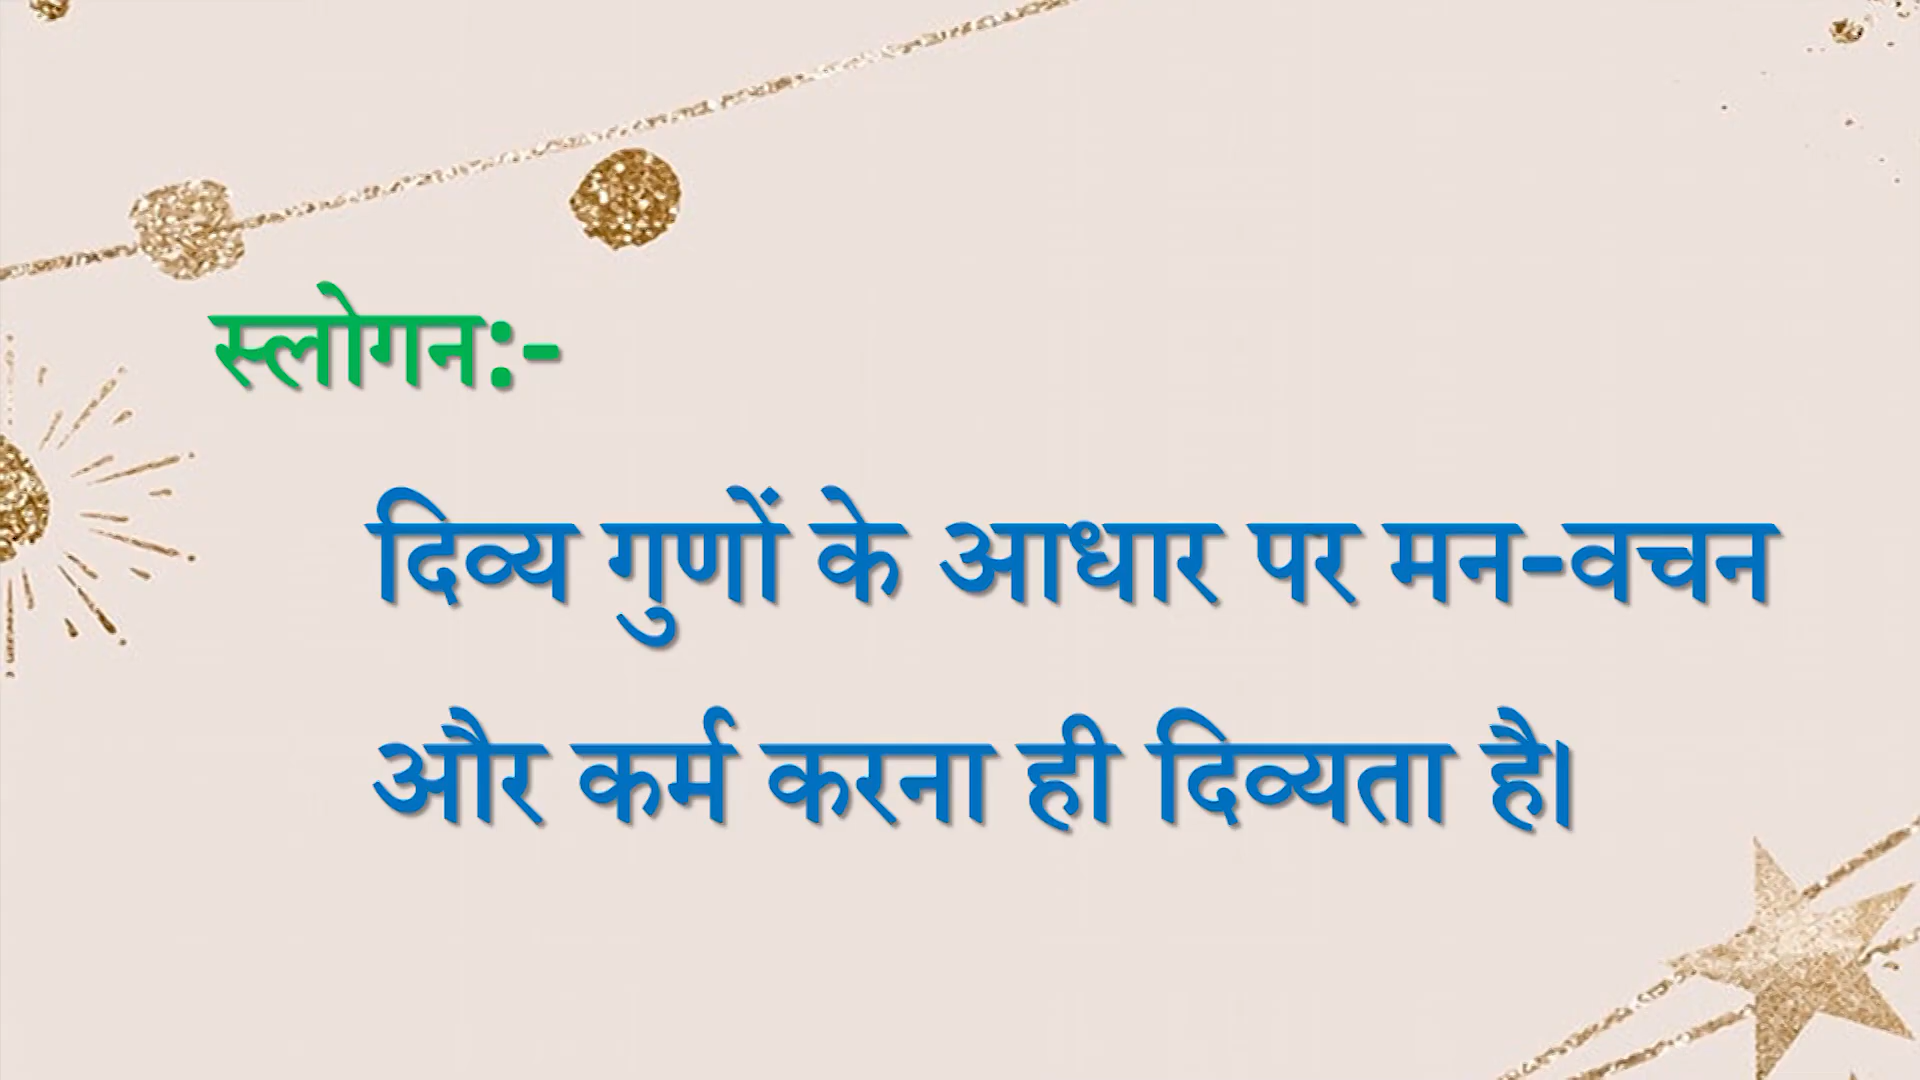 स्लोगन:-
दिव्य गुणों के आधार पर मन-वचन
और कर्म करना ही दिव्यता है।